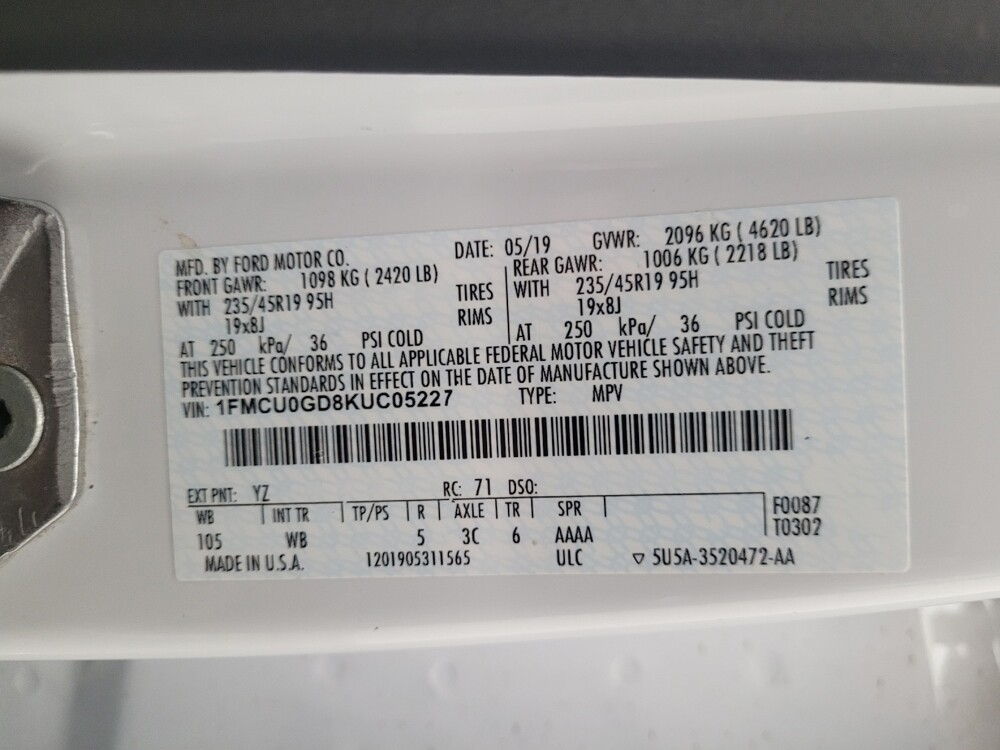 MFD. BY FORD MOTOR CO.
DATE: 05/19 GVWR: 2096 KG ( 4620 LB)
FRONT GAWR: 1098 KG ( 2420 LB)
WITH 235/45R19 95H TIRES
19x8J RIMS
AT 250 kPa/ 36 PSI COLD
REAR GAWR: 1006 KG ( 2218 LB)
WITH 235/45R19 95H TIRES
19x8J RIMS
AT 250 kPa/ 36 PSI COLD
THIS VEHICLE CONFORMS TO ALL APPLICABLE FEDERAL MOTOR VEHICLE SAFETY AND THEFT
PREVENTION STANDARDS IN EFFECT ON THE DATE OF MANUFACTURE SHOWN ABOVE.
VIN: 1FMCU0GD8KUC05227 TYPE: MPV
EXT PNT: YZ RC: 71 DSO:
WB INT TR TP/PS R AXLE TR SPR F0087
105 WB 5 3C 6 AAAA T0302
MADE IN U.S.A. 1201905311565 ULC ▽ 5U5A-3520472-AA